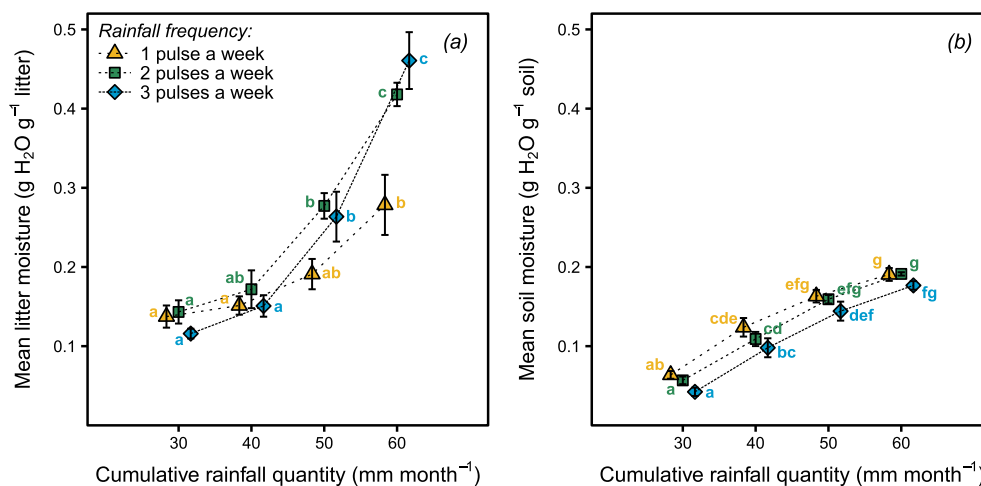 Rainfall frequency:
1 pulse a week
2 pulses a week
3 pulses a week
(a)
0.5
0.4
0.3
0.2
0.1
Mean litter moisture (g H₂O g⁻¹ litter)
a
a
a
a
ab
a
ab
b
b
b
c
c
30 40 50 60
Cumulative rainfall quantity (mm month⁻¹)
(b)
0.5
0.4
0.3
0.2
0.1
Mean soil moisture (g H₂O g⁻¹ soil)
ab
a
a
cde
cd
bc
efg
efg
def
g
g
fg
30 40 50 60
Cumulative rainfall quantity (mm month⁻¹)